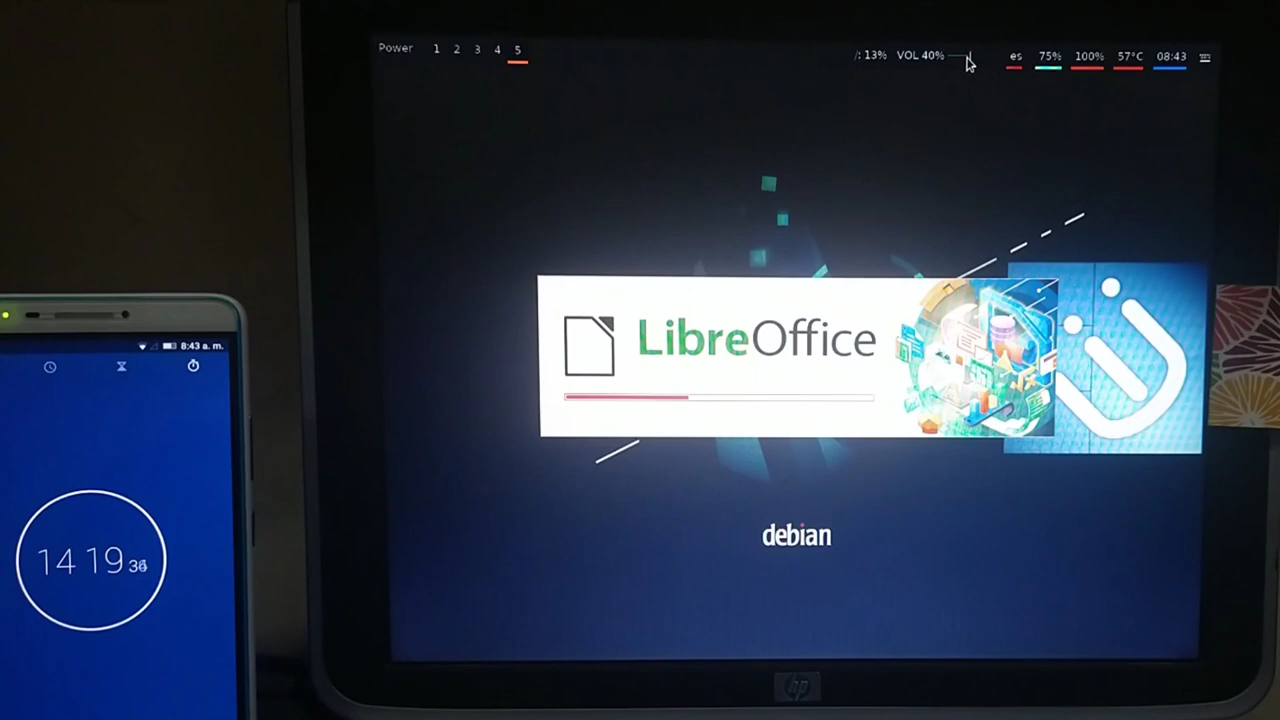 Power 1 2 3 4 5
/: 13% VOL 40% es 75% 100% 57°C 08:43
LibreOffice
debian
hp
8:43 a. m.
14 19